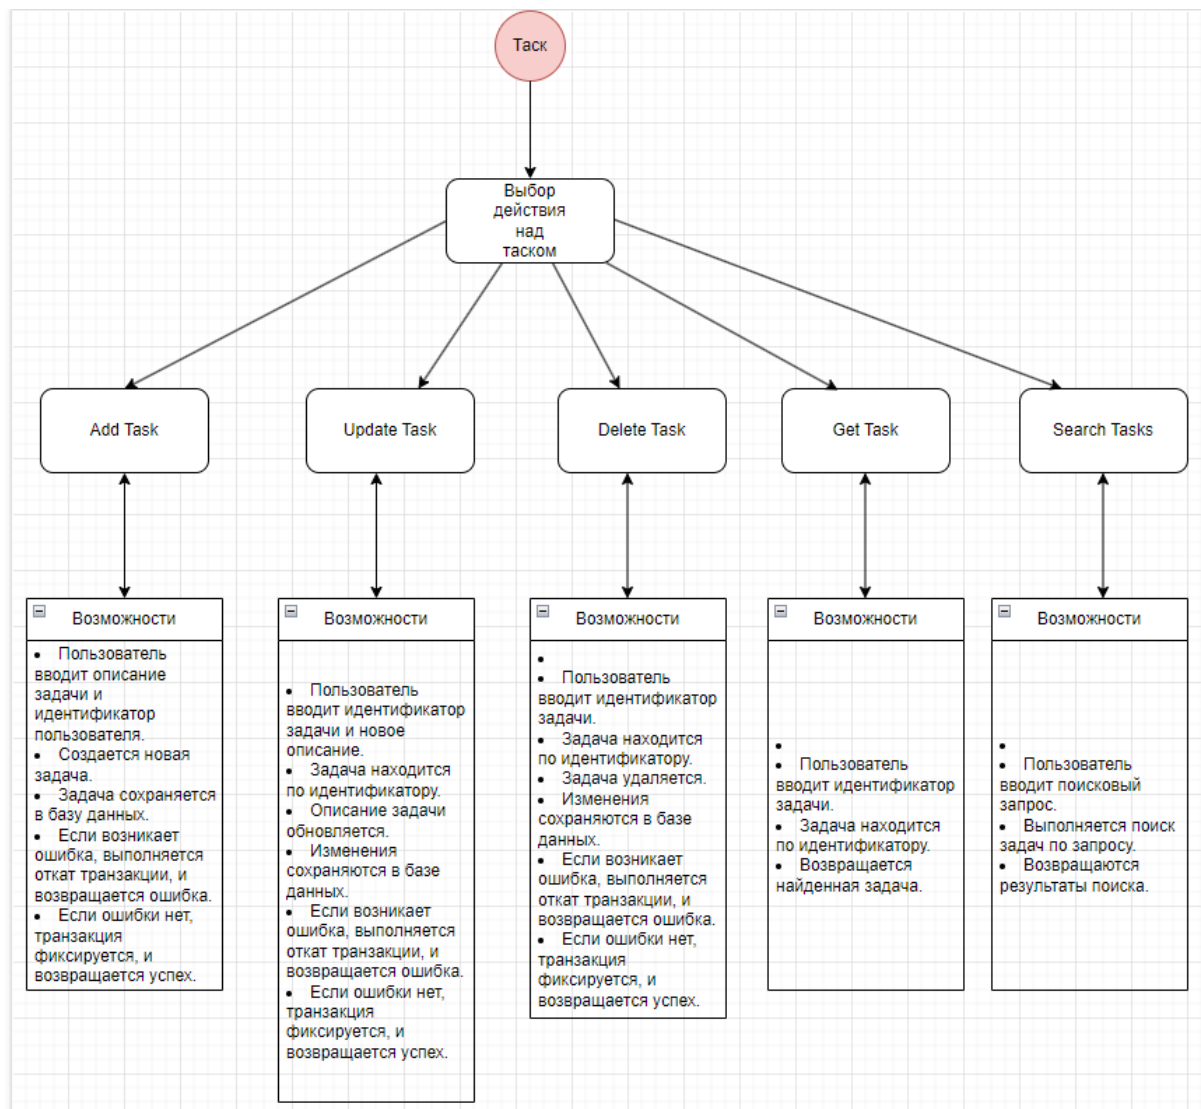 Таск
Выбор
действия
над
таском
Add Task
Update Task
Delete Task
Get Task
Search Tasks
Возможности
• Пользователь
вводит описание
задачи и
идентификатор
пользователя.
• Создается новая
задача.
• Задача сохраняется
в базу данных.
• Если возникает
ошибка, выполняется
откат транзакции, и
возвращается ошибка.
• Если ошибки нет,
транзакция
фиксируется, и
возвращается успех.
Возможности
• Пользователь
вводит идентификатор
задачи и новое
описание.
• Задача находится
по идентификатору.
• Описание задачи
обновляется.
• Изменения
сохраняются в базе
данных.
• Если возникает
ошибка, выполняется
откат транзакции, и
возвращается ошибка.
• Если ошибки нет,
транзакция
фиксируется, и
возвращается успех.
Возможности
•
• Пользователь
вводит идентификатор
задачи.
• Задача находится
по идентификатору.
• Задача удаляется.
• Изменения
сохраняются в базе
данных.
• Если возникает
ошибка, выполняется
откат транзакции, и
возвращается ошибка.
• Если ошибки нет,
транзакция
фиксируется, и
возвращается успех.
Возможности
•
• Пользователь
вводит идентификатор
задачи.
• Задача находится
по идентификатору.
• Возвращается
найденная задача.
Возможности
•
• Пользователь
вводит поисковый
запрос.
• Выполняется поиск
задач по запросу.
• Возвращаются
результаты поиска.